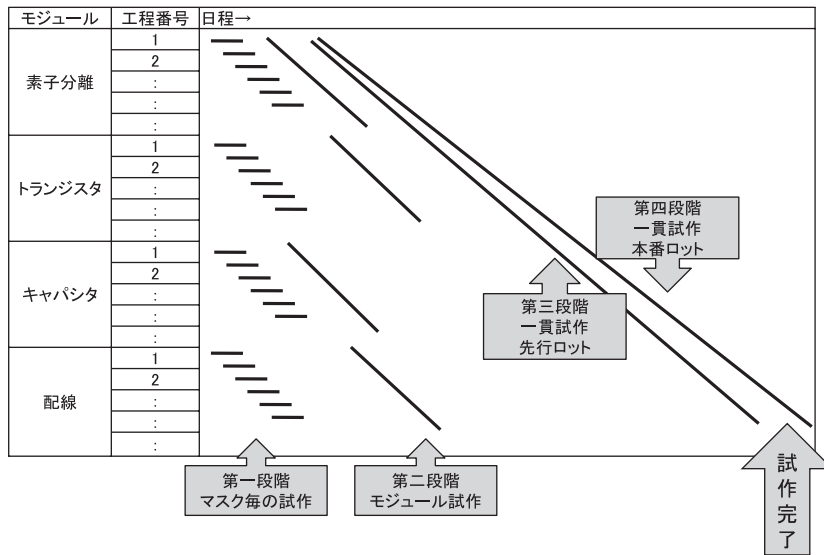 モジュール 工程番号 日程→
素子分離
1
2
:
:
:
トランジスタ
1
2
:
:
:
キャパシタ
1
2
:
:
:
配線
1
2
:
:
:
第四段階
一貫試作
本番ロット
第三段階
一貫試作
先行ロット
第一段階
マスク毎の試作
第二段階
モジュール試作
試作完了